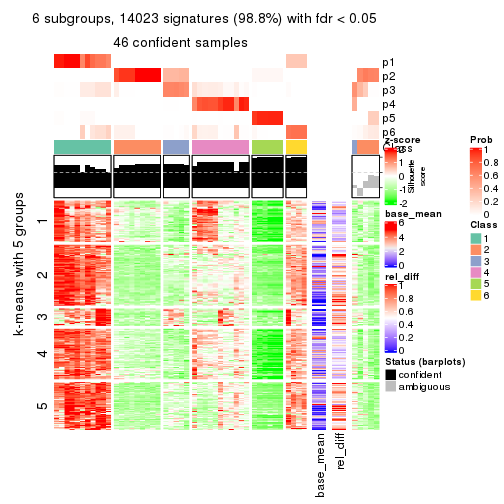 6 subgroups, 14023 signatures (98.8%) with fdr < 0.05
46 confident samples
p1
p2
p3
p4
p5
p6
Class
Silhouette
score
k-means with 5 groups
1
2
3
4
5
base_mean
rel_diff
z-score
2
1
0
-1
-2
base_mean
6
4
2
0
rel_diff
1
0.8
0.6
0.4
0.2
0
Status (barplots)
confident
ambiguous
Prob
1
0.8
0.6
0.4
0.2
0
Class
1
2
3
4
5
6